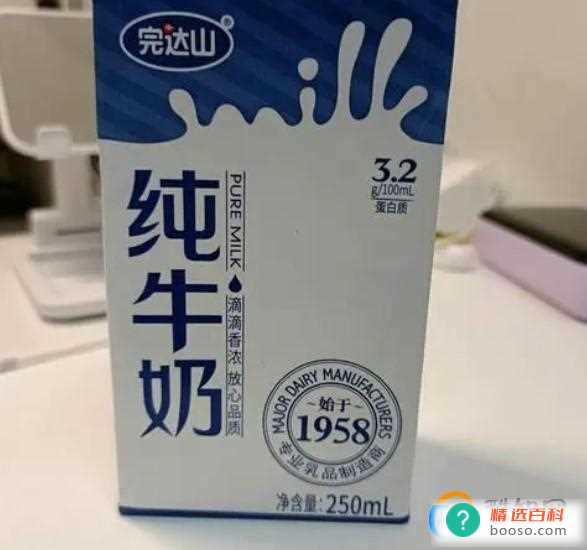 完达山®
milk
3.2
g/100mL
蛋白质
纯牛奶
PURE MILK
滴滴香浓 放心品质
MAJOR DAIRY MANUFACTURERS
~始于~
1958
专业乳品制造商
净含量: 250mL
精选百科
booso.com